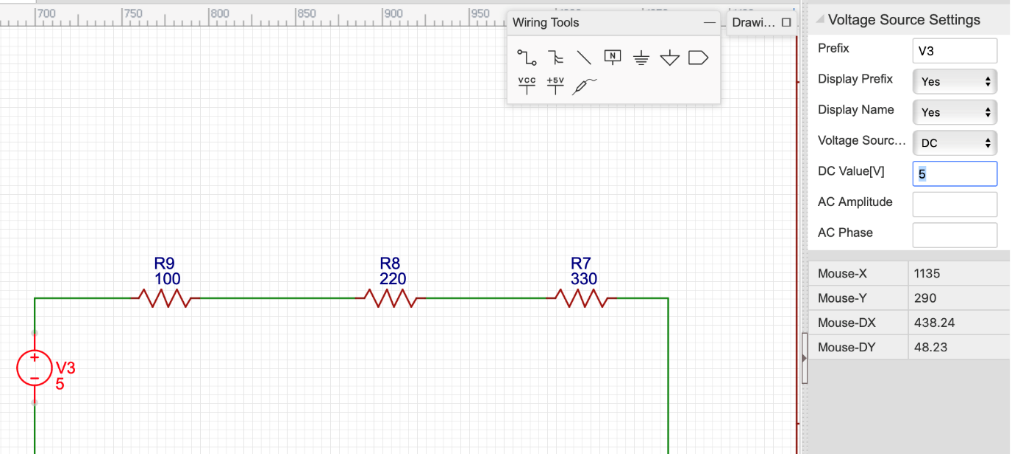 700
750
800
850
900
950
Wiring Tools
Drawi...
N
VCC
+5V
R9
100
R8
220
R7
330
V3
5
Voltage Source Settings
Prefix
V3
Display Prefix
Yes
Display Name
Yes
Voltage Sourc...
DC
DC Value[V]
5
AC Amplitude
AC Phase
Mouse-X
1135
Mouse-Y
290
Mouse-DX
438.24
Mouse-DY
48.23